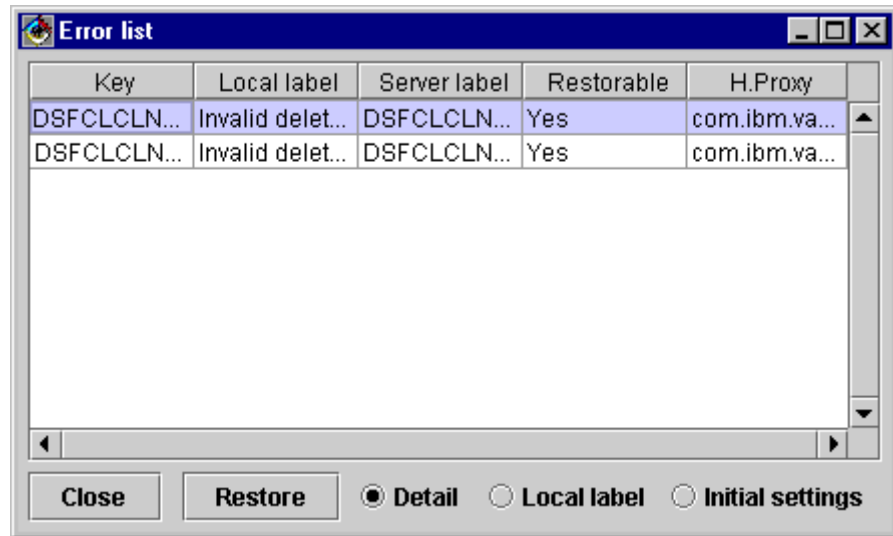 Error list
Key Local label Server label Restorable H.Proxy
DSFCLCLN... Invalid delet... DSFCLCLN... Yes com.ibm.va...
DSFCLCLN... Invalid delet... DSFCLCLN... Yes com.ibm.va...
Close Restore Detail Local label Initial settings